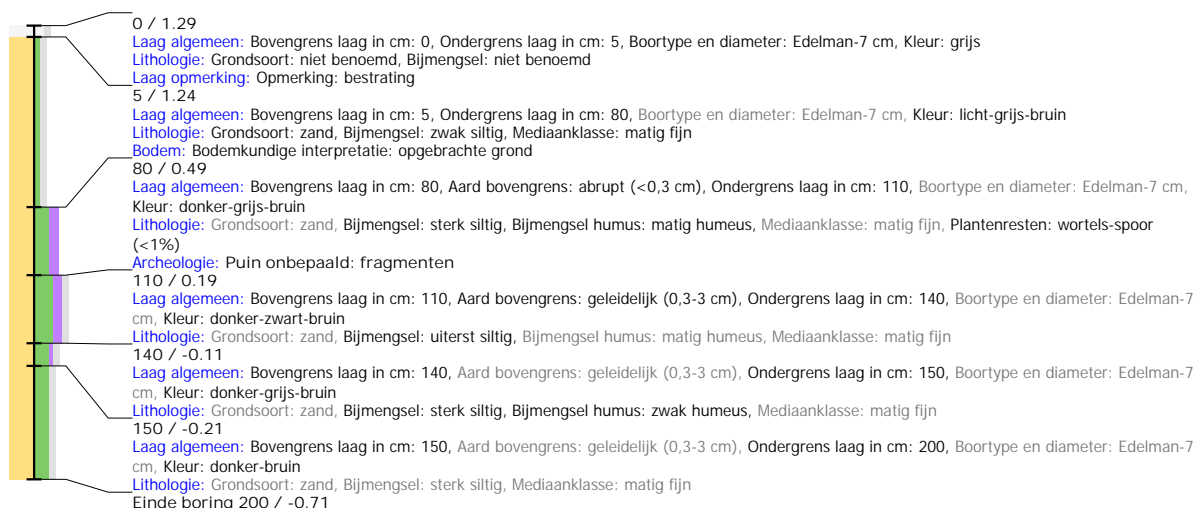 0 / 1.29
Laag algemeen: Bovengrens laag in cm: 0, Ondergrens laag in cm: 5, Boortype en diameter: Edelman-7 cm, Kleur: grijs
Lithologie: Grondsoort: niet benoemd, Bijmengsel: niet benoemd
Laag opmerking: Opmerking: bestrating
5 / 1.24
Laag algemeen: Bovengrens laag in cm: 5, Ondergrens laag in cm: 80, Boortype en diameter: Edelman-7 cm, Kleur: licht-grijs-bruin
Lithologie: Grondsoort: zand, Bijmengsel: zwak siltig, Mediaanklasse: matig fijn
Bodem: Bodemkundige interpretatie: opgebrachte grond
80 / 0.49
Laag algemeen: Bovengrens laag in cm: 80, Aard bovengrens: abrupt (<0,3 cm), Ondergrens laag in cm: 110, Boortype en diameter: Edelman-7 cm,
Kleur: donker-grijs-bruin
Lithologie: Grondsoort: zand, Bijmengsel: sterk siltig, Bijmengsel humus: matig humeus, Mediaanklasse: matig fijn, Plantenresten: wortels-spoor
(<1%)
Archeologie: Puin onbepaald: fragmenten
110 / 0.19
Laag algemeen: Bovengrens laag in cm: 110, Aard bovengrens: geleidelijk (0,3-3 cm), Ondergrens laag in cm: 140, Boortype en diameter: Edelman-7
cm, Kleur: donker-zwart-bruin
Lithologie: Grondsoort: zand, Bijmengsel: uiterst siltig, Bijmengsel humus: matig humeus, Mediaanklasse: matig fijn
140 / -0.11
Laag algemeen: Bovengrens laag in cm: 140, Aard bovengrens: geleidelijk (0,3-3 cm), Ondergrens laag in cm: 150, Boortype en diameter: Edelman-7
cm, Kleur: donker-grijs-bruin
Lithologie: Grondsoort: zand, Bijmengsel: sterk siltig, Bijmengsel humus: zwak humeus, Mediaanklasse: matig fijn
150 / -0.21
Laag algemeen: Bovengrens laag in cm: 150, Aard bovengrens: geleidelijk (0,3-3 cm), Ondergrens laag in cm: 200, Boortype en diameter: Edelman-7
cm, Kleur: donker-bruin
Lithologie: Grondsoort: zand, Bijmengsel: sterk siltig, Mediaanklasse: matig fijn
Einde boring 200 / -0.71